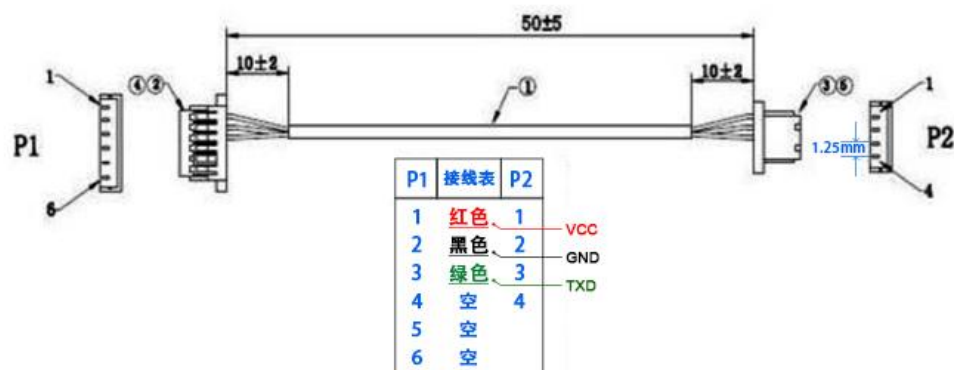 50±5
10±2
10±2
1
④②
①
③⑤
1
P1
1.25mm
P2
6
4
P1 接线表 P2
1 红色 1
VCC
2 黑色 2
GND
3 绿色 3
TXD
4 空 4
5 空
6 空